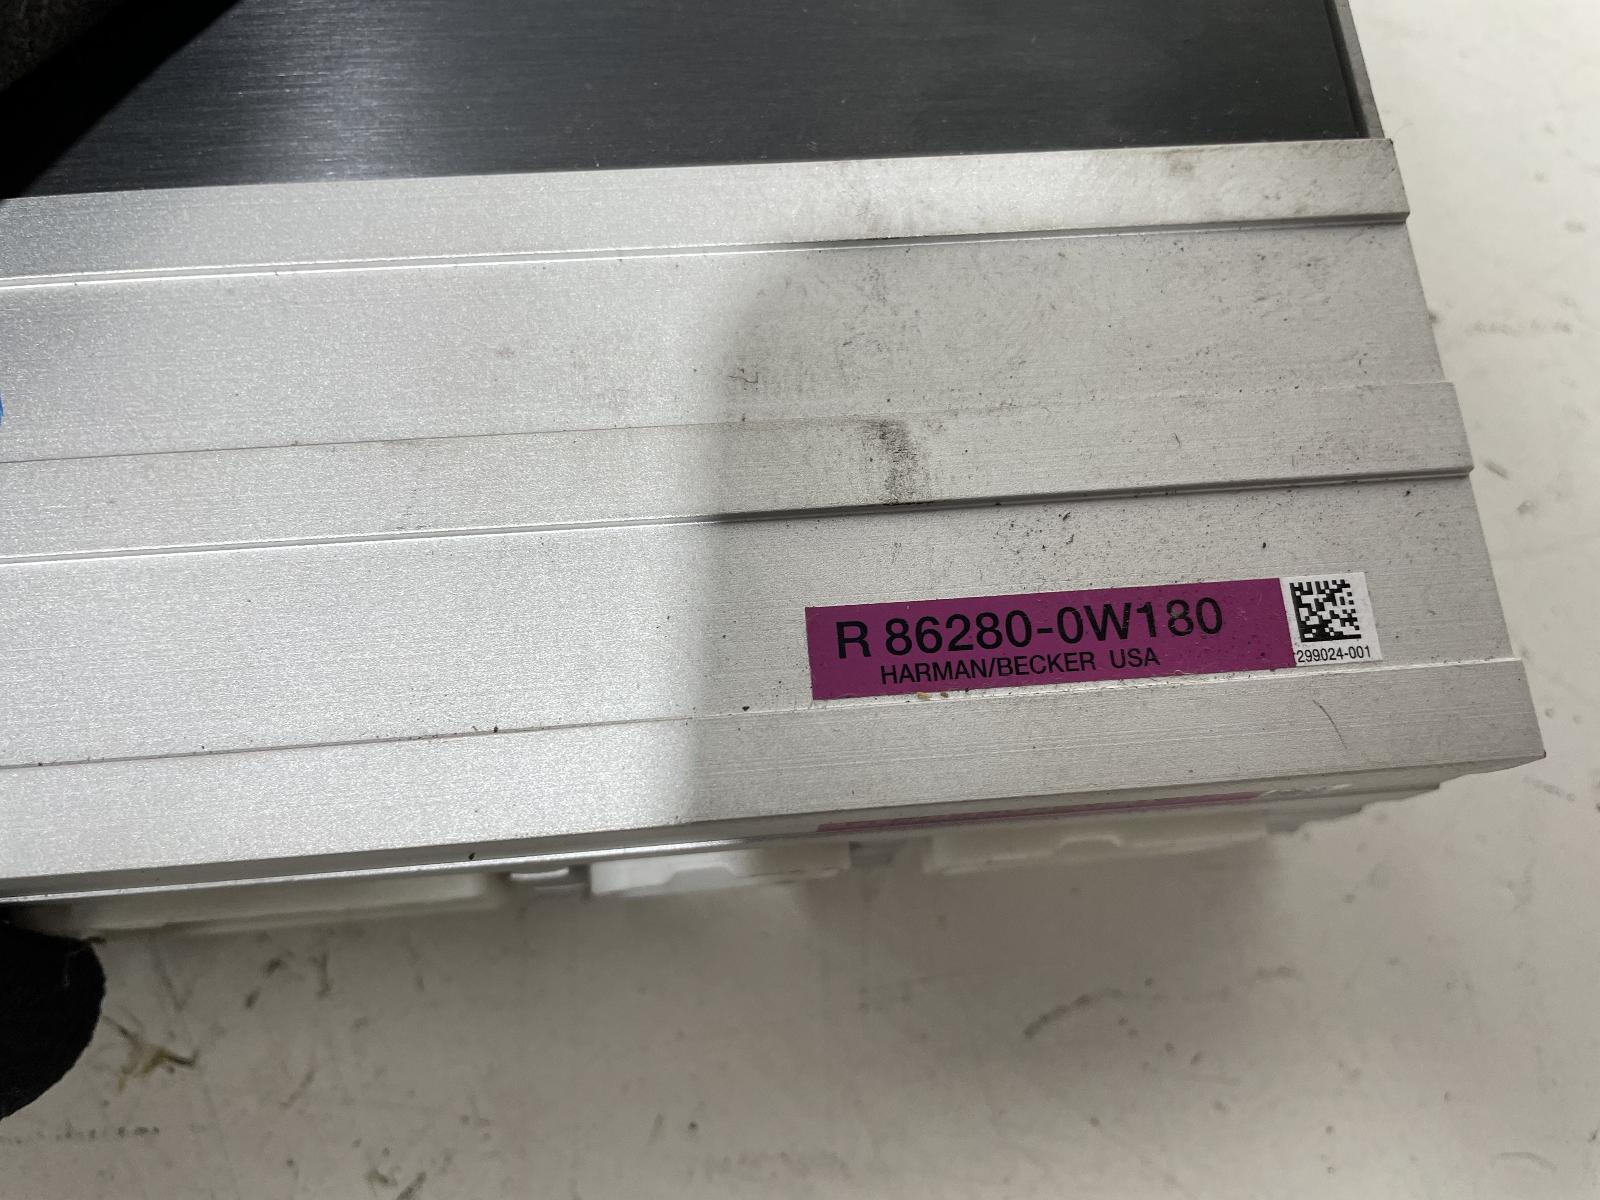 R 86280-0W180
HARMAN/BECKER USA
299024-001